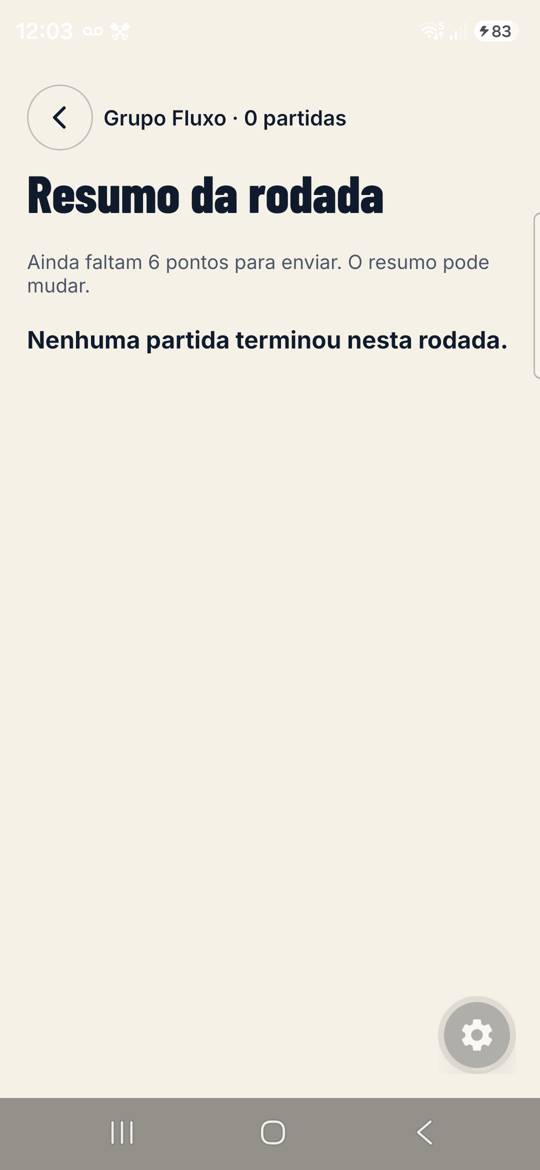 12:03
83
Grupo Fluxo · 0 partidas
Resumo da rodada
Ainda faltam 6 pontos para enviar. O resumo pode
mudar.
Nenhuma partida terminou nesta rodada.